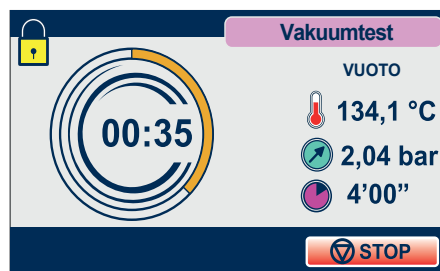 Vakuumtest
VUOTO
00:35
134,1 °C
2,04 bar
4’00”
STOP